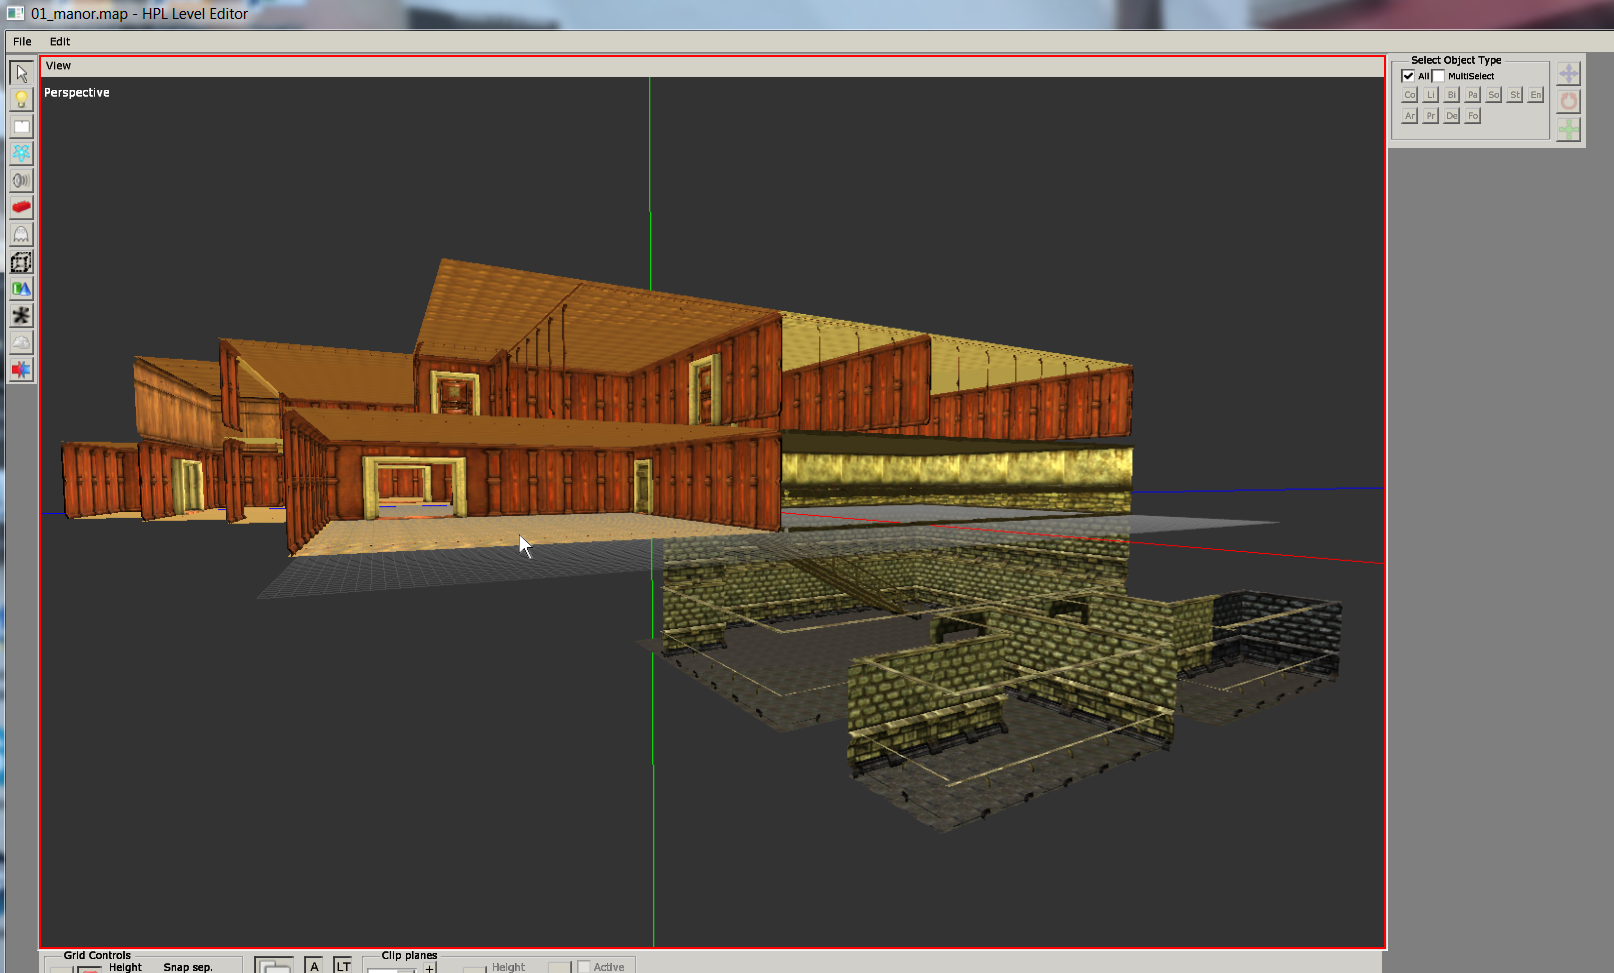 01_manor.map - HPL Level Editor
File Edit
View
Perspective
Select Object Type
All MultiSelect
Co Li Bi Pa So St En
Ar Pr De Fo
Grid Controls
Height Snap sep.
A LT
Clip planes
+ Height Active